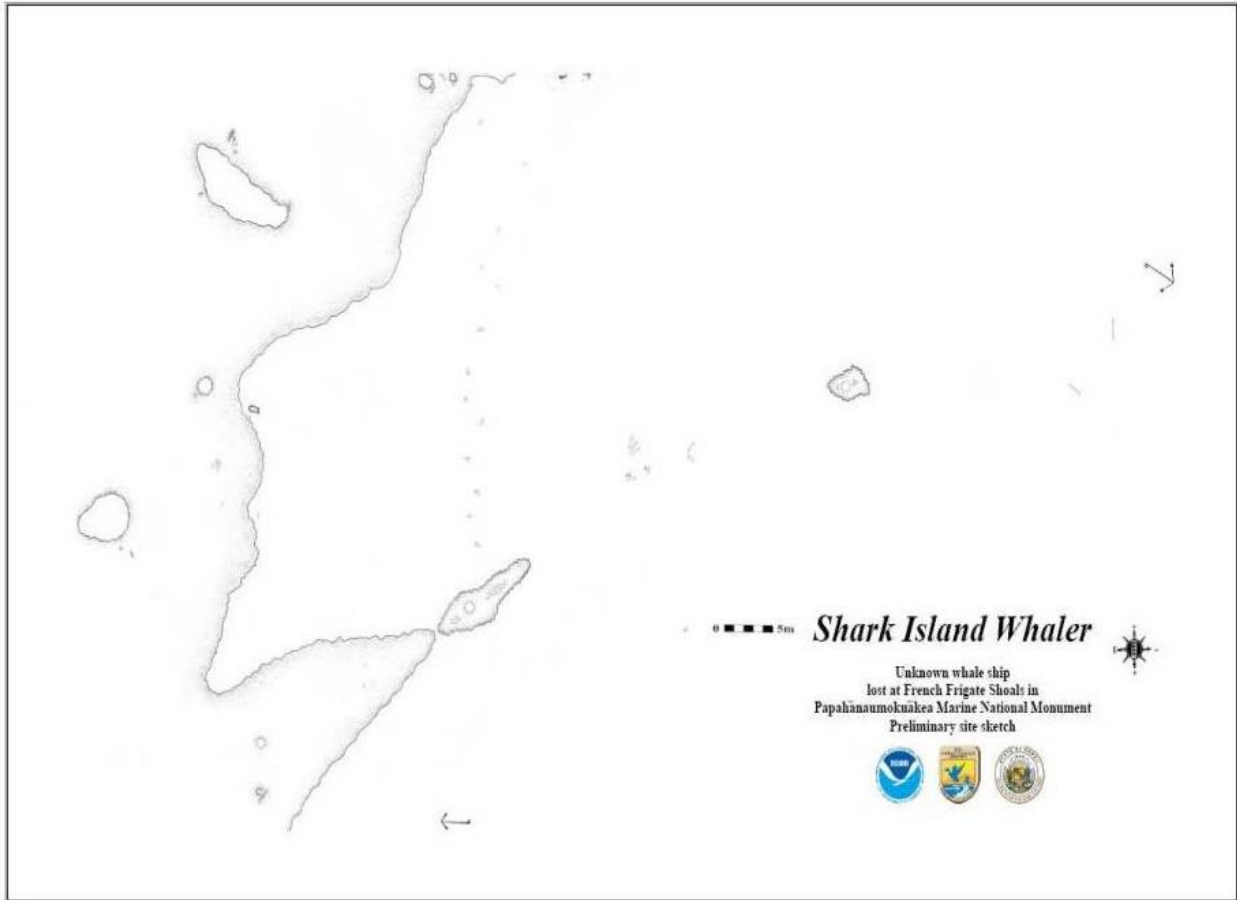 0 5m
Shark Island Whaler
Unknown whale ship
lost at French Frigate Shoals in
Papahānaumokuākea Marine National Monument
Preliminary site sketch